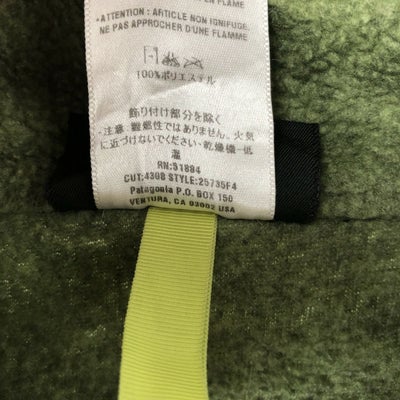 EN FLAME
•ATTENTION: ARTICLE NON IGNIFUGE,
NE PAS APPROCHER D'UNE FLAMME
100%ポリエステル
飾り付け部分を除く
・注意:難燃性ではありません。火気
に近づけないでください・乾燥機－低
温
RN:51884
CUT:430B STYLE:25735F4
Patagonia P.O. BOX 150
VENTURA, CA 93002 USA